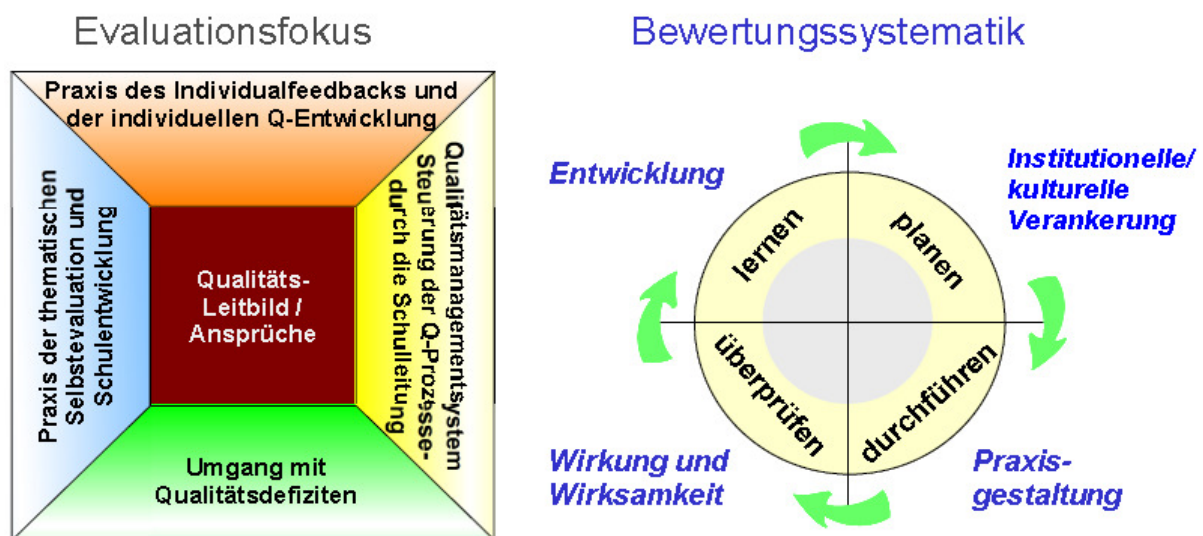 Evaluationsfokus
Praxis des Individualfeedbacks und
der individuellen Q-Entwicklung
Praxis der thematischen
Selbstevaluation und
Schulentwicklung
Qualitäts-
Leitbild /
Ansprüche
Qualitätsmanagementsystem
Steuerung der Q-Prozesse-
durch die Schulleitung
Umgang mit
Qualitätsdefiziten
Bewertungssystematik
Entwicklung
Institutionelle/
kulturelle
Verankerung
lernen
planen
überprüfen
durchführen
Wirkung und
Wirksamkeit
Praxis-
gestaltung